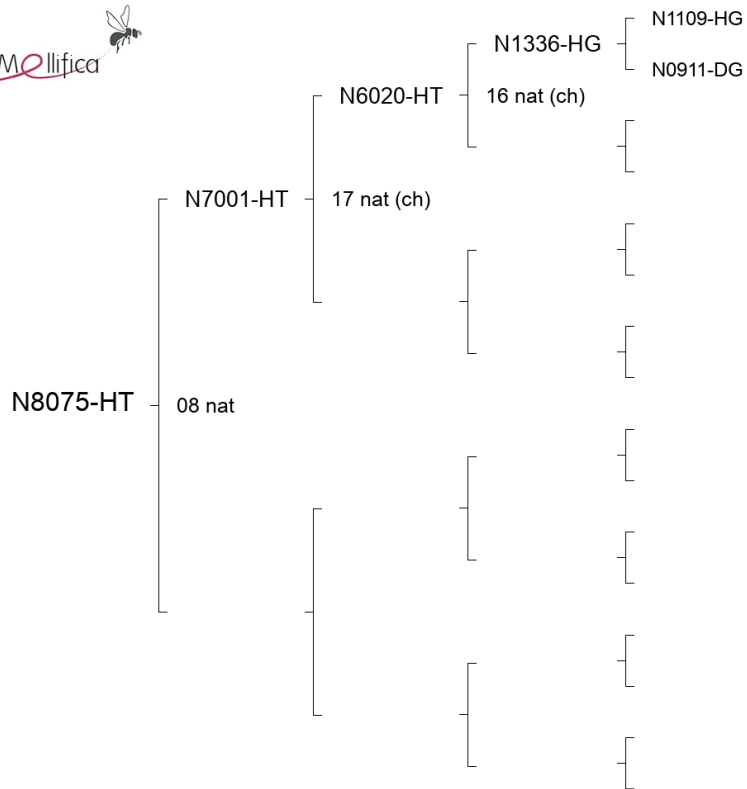 Mellifica
N1109-HG
N1336-HG
N0911-DG
N6020-HT
16 nat (ch)
N7001-HT
17 nat (ch)
N8075-HT
08 nat